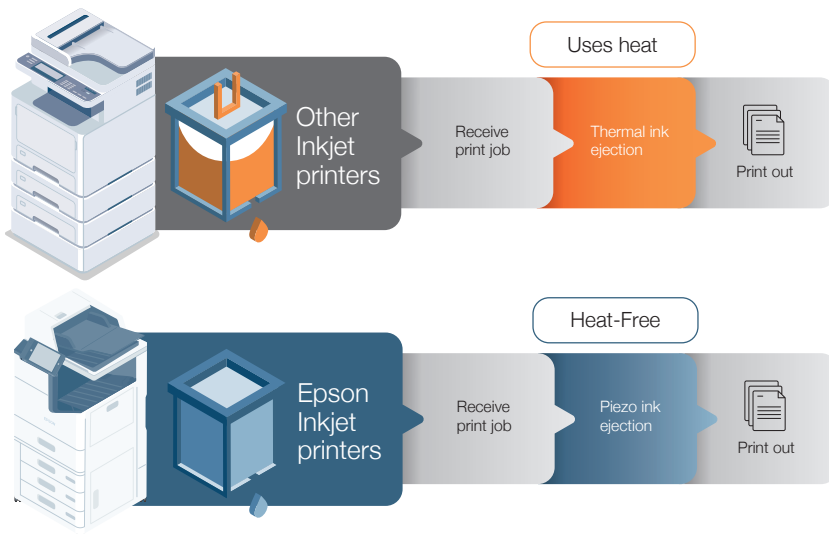 Uses heat
Other
Inkjet
printers
Receive
print job
Thermal ink
ejection
Print out
Heat-Free
Epson
Inkjet
printers
Receive
print job
Piezo ink
ejection
Print out